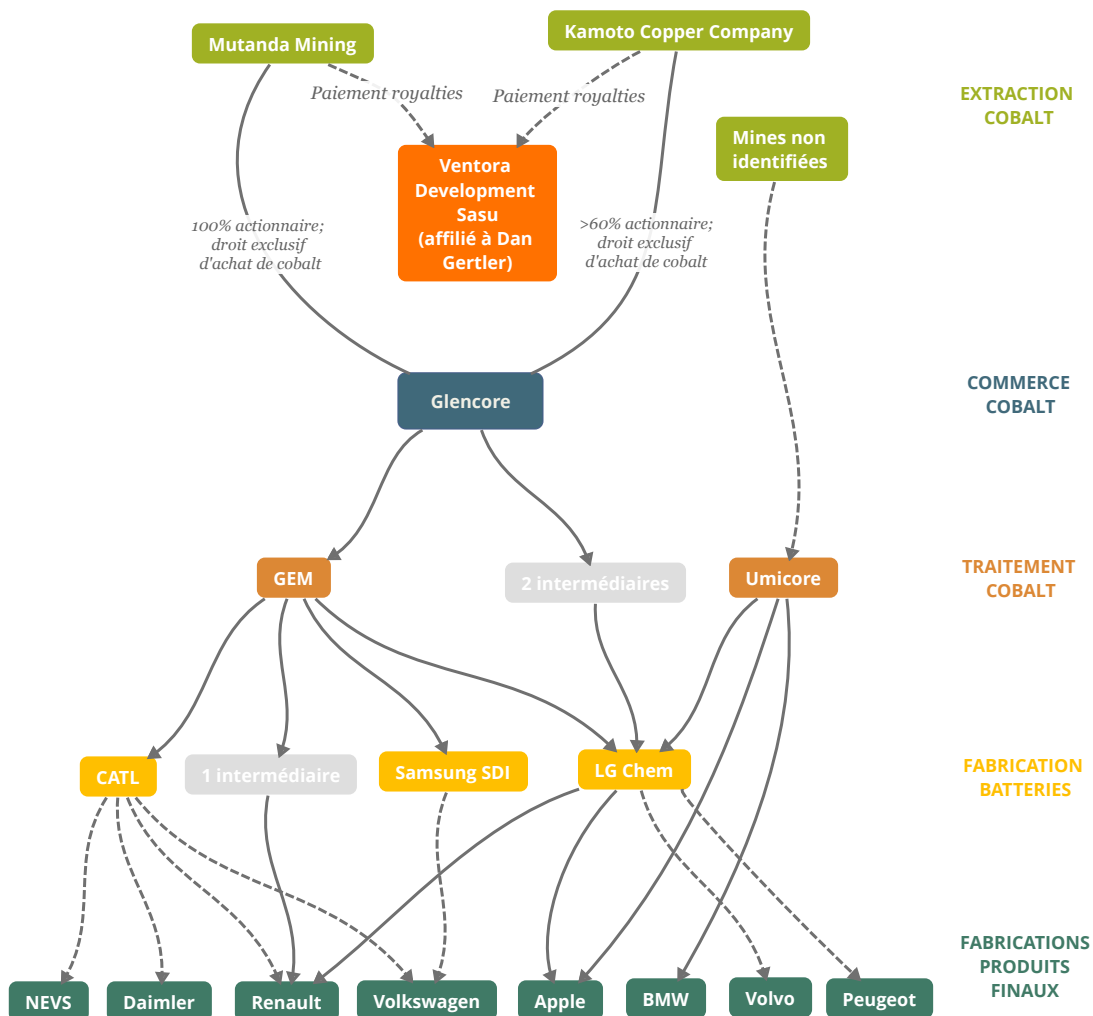 Mutanda Mining
Kamoto Copper Company
Paiement royalties
Paiement royalties
EXTRACTION
COBALT
Mines non
identifiées
Ventora
Development
Sasu
(affilié à Dan
Gertler)
100% actionnaire;
droit exclusif
d'achat de cobalt
>60% actionnaire;
droit exclusif
d'achat de cobalt
Glencore
COMMERCE
COBALT
GEM
2 intermédiaires
Umicore
TRAITEMENT
COBALT
CATL
1 intermédiaire
Samsung SDI
LG Chem
FABRICATION
BATTERIES
NEVS
Daimler
Renault
Volkswagen
Apple
BMW
Volvo
Peugeot
FABRICATIONS
PRODUITS
FINAUX